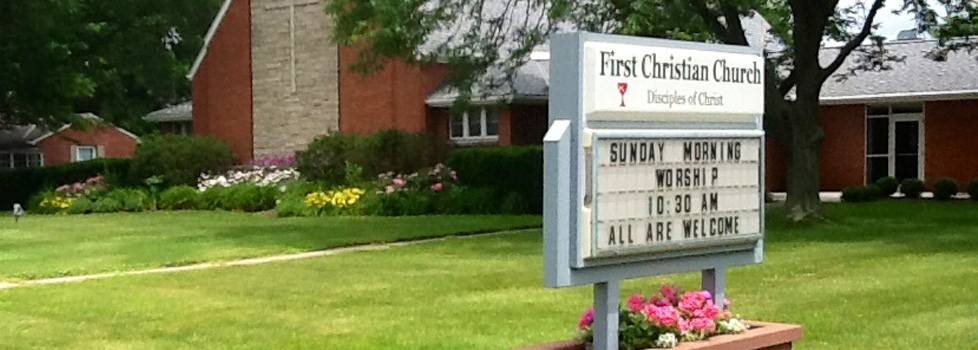 First Christian Church
Disciples of Christ
SUNDAY MORNING
WORSHIP
10:30 AM
ALL ARE WELCOME